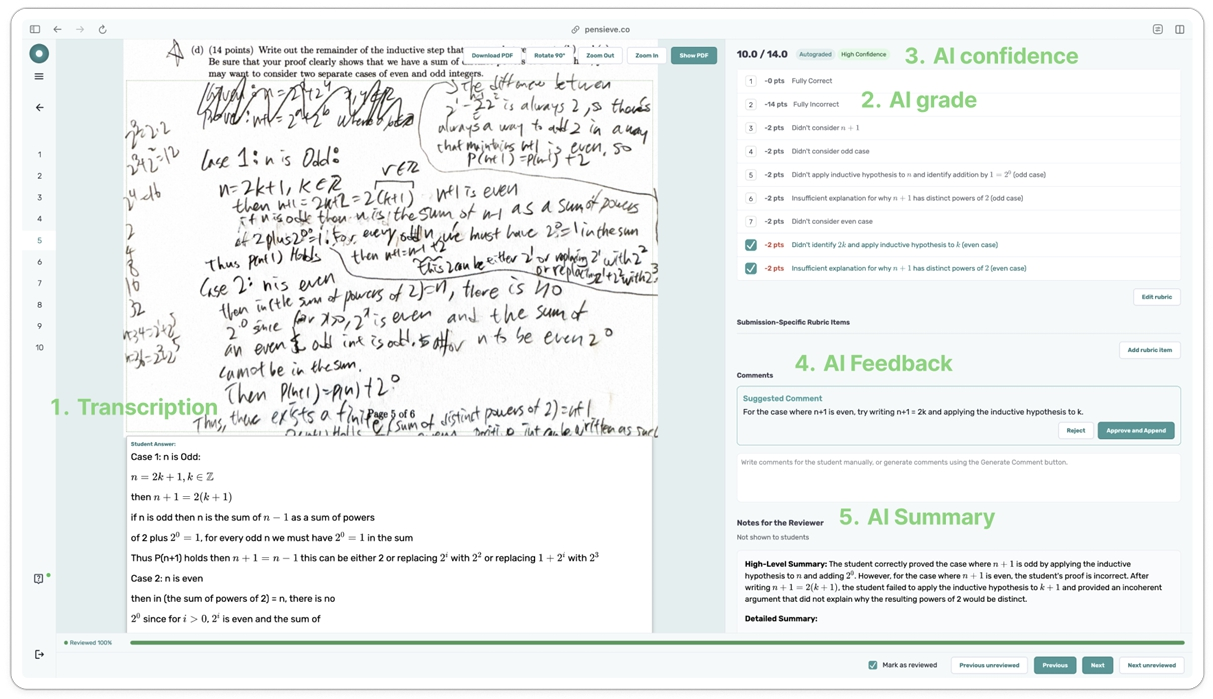 pensieve.co
(d) (14 points) Write out the remainder of the inductive step that
Be sure that your proof clearly shows that we have a sum of
may want to consider two separate cases of even and odd integers.
Download PDF
Rotate 90°
Zoom Out
Zoom In
Show PDF
the difference between
is always 2, so there's
always a way to add 2 in a way
that maintains n+1 is even, so
P(n+1) = P(n-1) + 2
Case 1: n is Odd:
n=2k+1, k∈ℤ
then n+1 = 2k+2 = 2(k+1)
n+1 is even
if n is odd then n is the sum of n-1 as a sum of powers
of 2 plus 2^0=1. For every odd n we must have 2^0=1 in the sum
Thus P(n+1) Holds
then n+1=n-1+2
Case 2: n is even
then in (the sum of powers of 2)=n, there is no
2^0 since for x>0, 2^x is even and the sum of
an even & odd int is odd, so for n to be even 2^0
cannot be in the sum.
Then P(n+1)=P(n)+2^0
Thus, there exists a finite (sum of distinct powers of 2)=n+1
Page 5 of 6
1. Transcription
Student Answer:
Case 1: n is Odd:
n = 2k + 1, k ∈ ℤ
then n + 1 = 2(k + 1)
if n is odd then n is the sum of n − 1 as a sum of powers
of 2 plus 2^0 = 1, for every odd n we must have 2^0 = 1 in the sum
Thus P(n+1) holds then n + 1 = n − 1 this can be either 2 or replacing 2^i with 2^2 or replacing 1 + 2^i with 2^3
Case 2: n is even
then in (the sum of powers of 2) = n, there is no
2^0 since for i > 0, 2^i is even and the sum of
1
2
3
4
5
6
7
8
9
10
10.0 / 14.0
Autograded
High Confidence
3. AI confidence
1 -0 pts Fully Correct
2 -14 pts Fully Incorrect
2. AI grade
3 -2 pts Didn't consider n + 1
4 -2 pts Didn't consider odd case
5 -2 pts Didn't apply inductive hypothesis to n and identify addition by 1 = 2^0 (odd case)
6 -2 pts Insufficient explanation for why n + 1 has distinct powers of 2 (odd case)
7 -2 pts Didn't consider even case
-2 pts Didn't identify 2k and apply inductive hypothesis to k (even case)
-2 pts Insufficient explanation for why n + 1 has distinct powers of 2 (even case)
Edit rubric
Submission-Specific Rubric Items
Add rubric item
4. AI Feedback
Comments
Suggested Comment
For the case where n+1 is even, try writing n+1 = 2k and applying the inductive hypothesis to k.
Reject
Approve and Append
Write comments for the student manually, or generate comments using the Generate Comment button.
5. AI Summary
Notes for the Reviewer
Not shown to students
High-Level Summary: The student correctly proved the case where n + 1 is odd by applying the inductive
hypothesis to n and adding 2^0. However, for the case where n + 1 is even, the student's proof is incorrect. After
writing n + 1 = 2(k + 1), the student failed to apply the inductive hypothesis to k + 1 and provided an incoherent
argument that did not explain why the resulting powers of 2 would be distinct.
Detailed Summary:
Reviewed 100%
Mark as reviewed
Previous unreviewed
Previous
Next
Next unreviewed